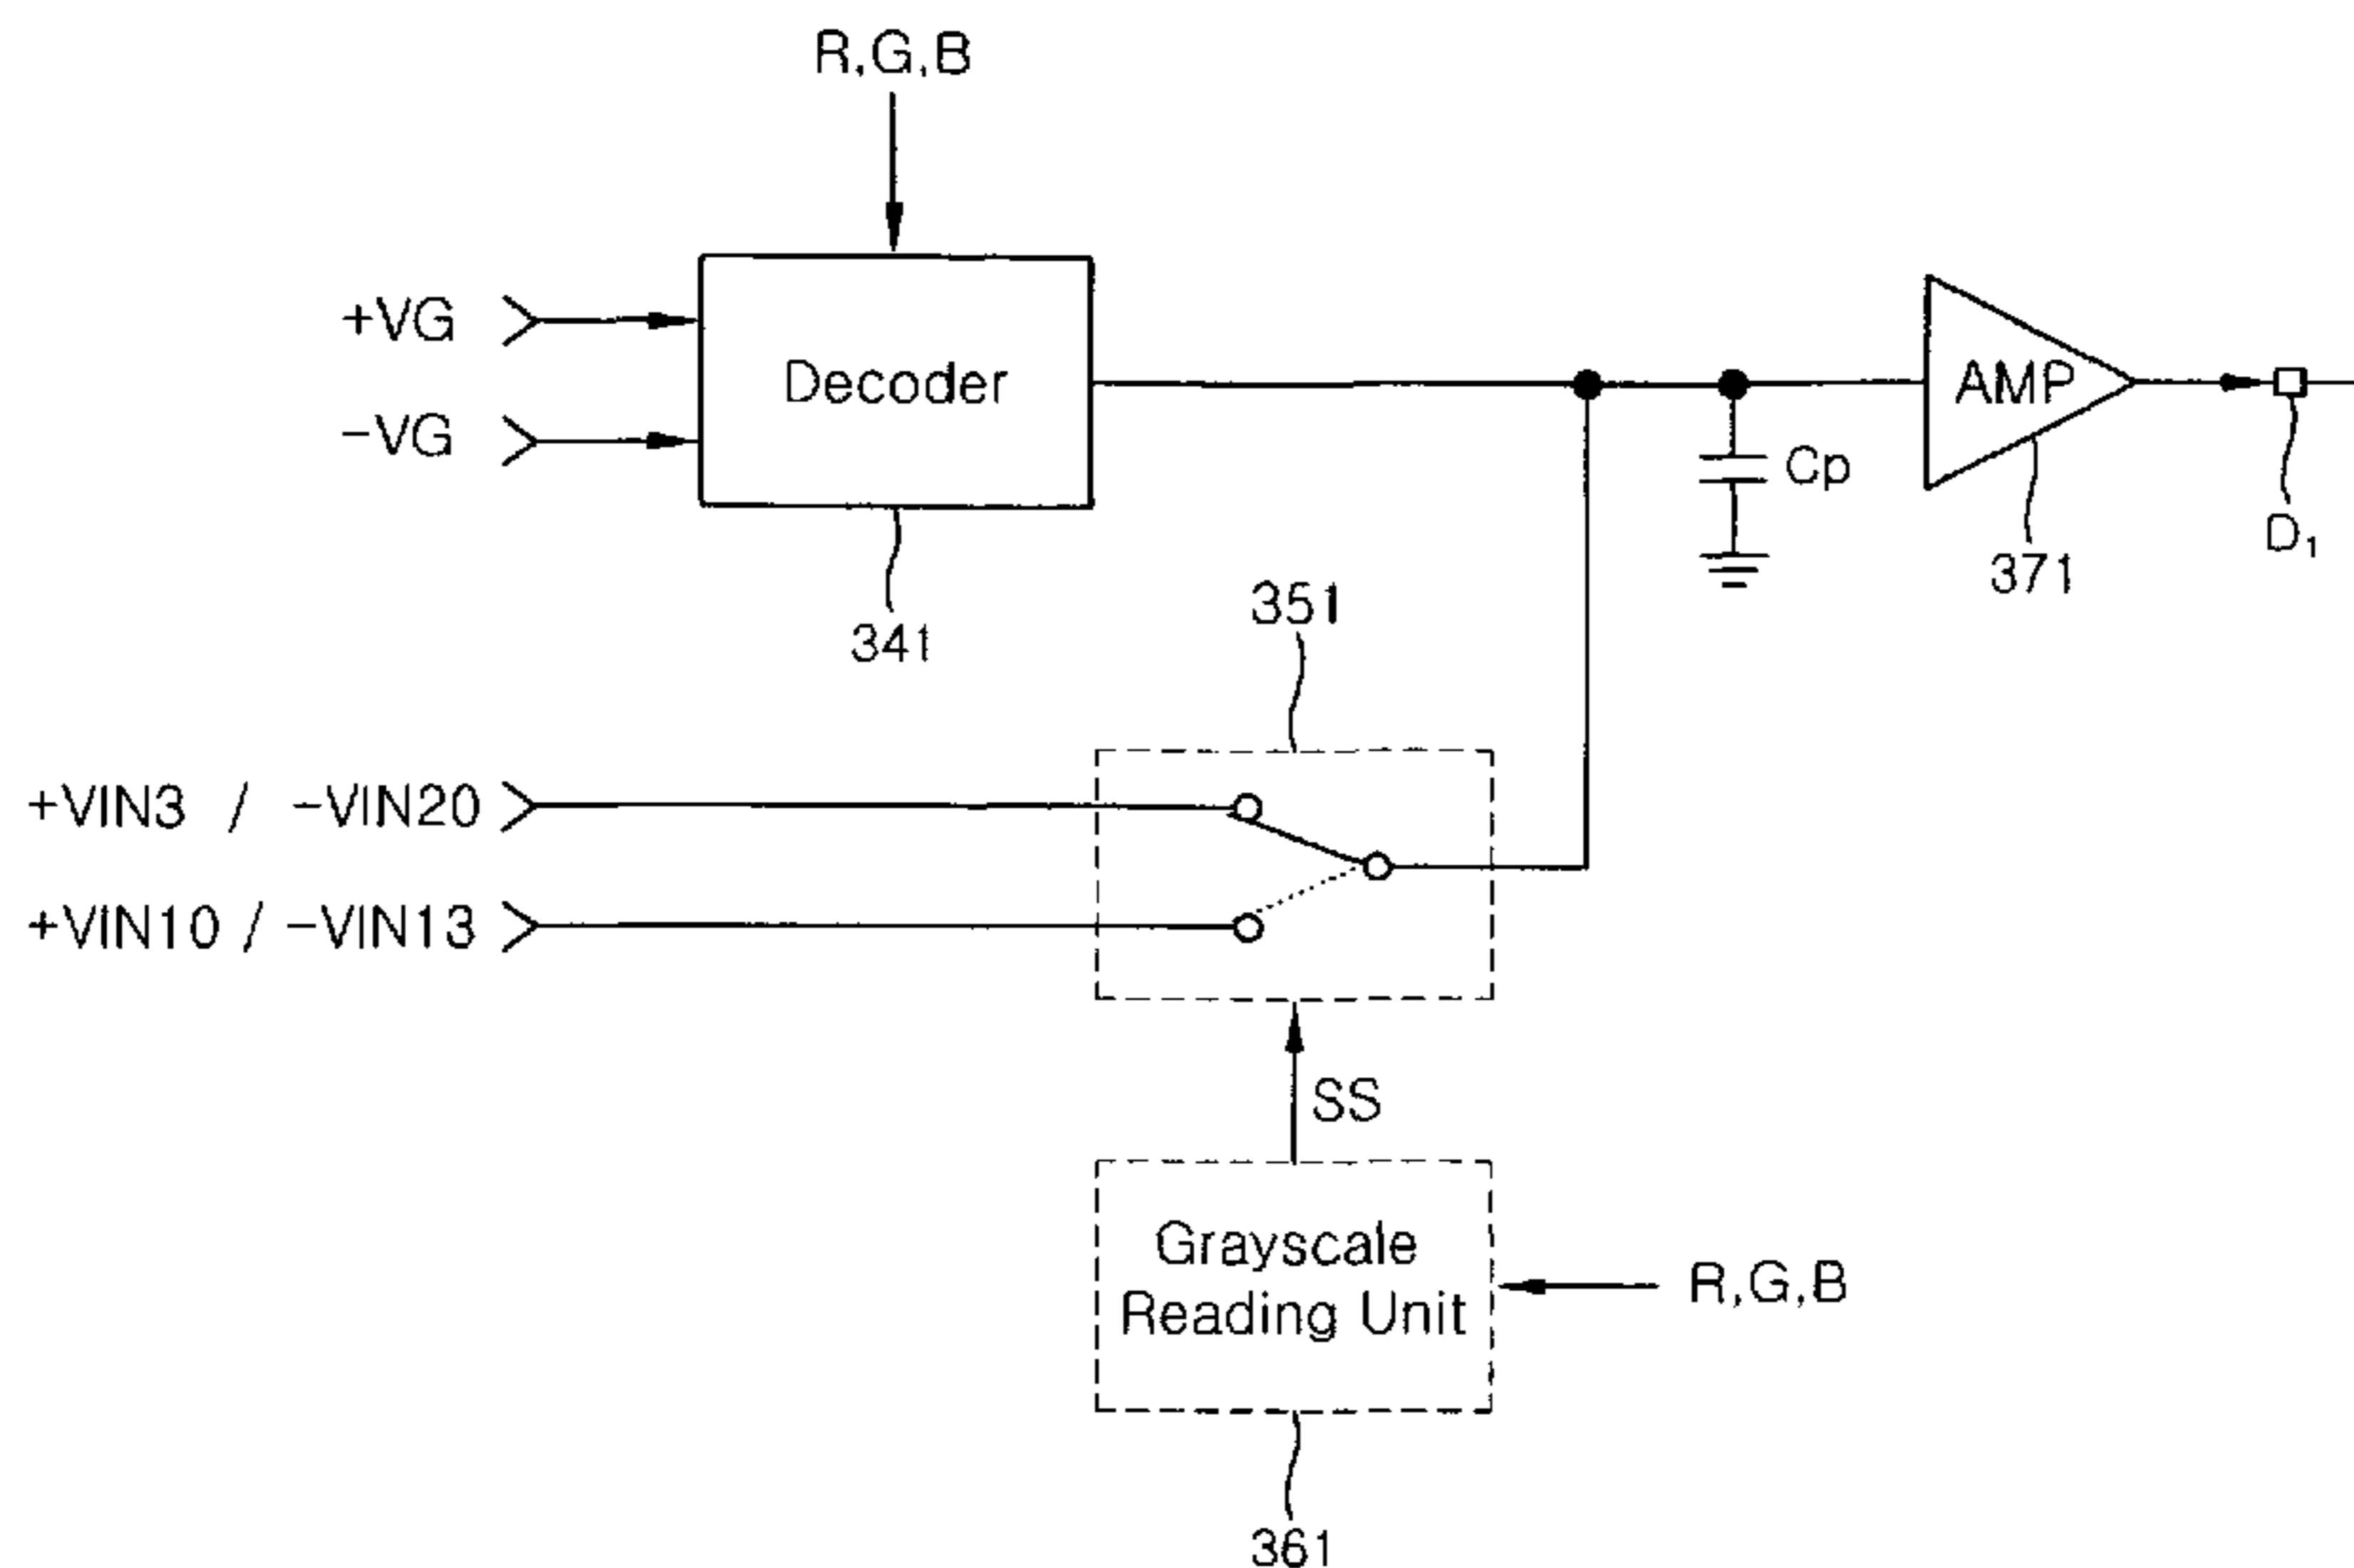 R,G,B
+VG
-VG
Decoder
341
AMP
Cp
371
D₁
351
+VIN3 / -VIN20
+VIN10 / -VIN13
SS
Grayscale
Reading Unit
R,G,B
361